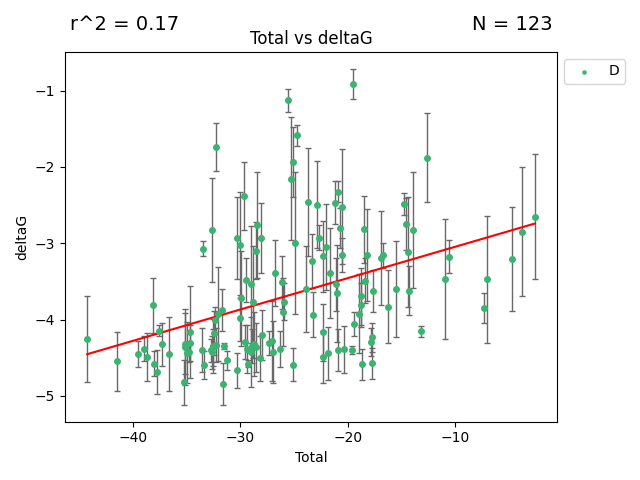 r^2 = 0.17 N = 123
Total vs deltaG
D
−1
−2
−3
−4
−5
deltaG
−40 −30 −20 −10
Total